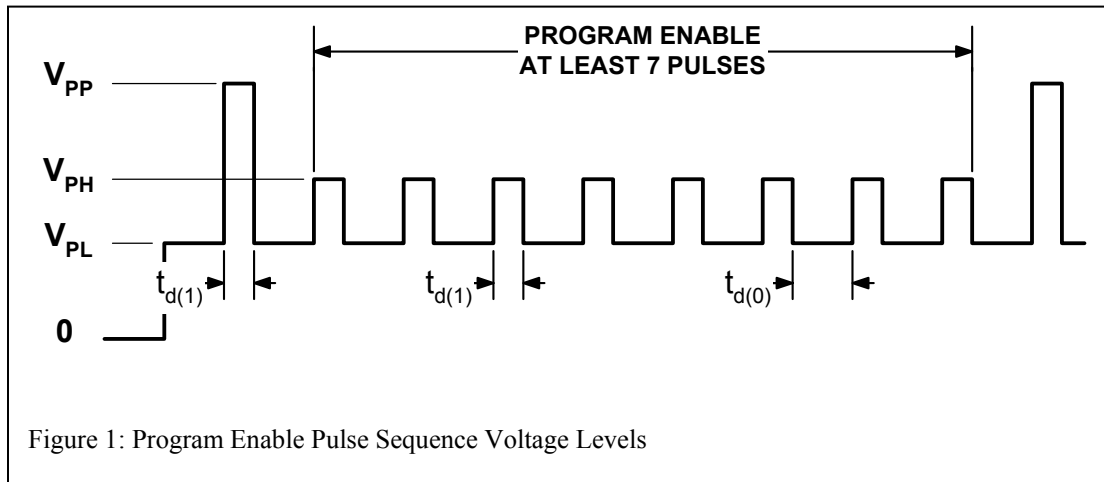 PROGRAM ENABLE
AT LEAST 7 PULSES
VPP
VPH
VPL
td(1)
td(1)
td(0)
0
Figure 1: Program Enable Pulse Sequence Voltage Levels